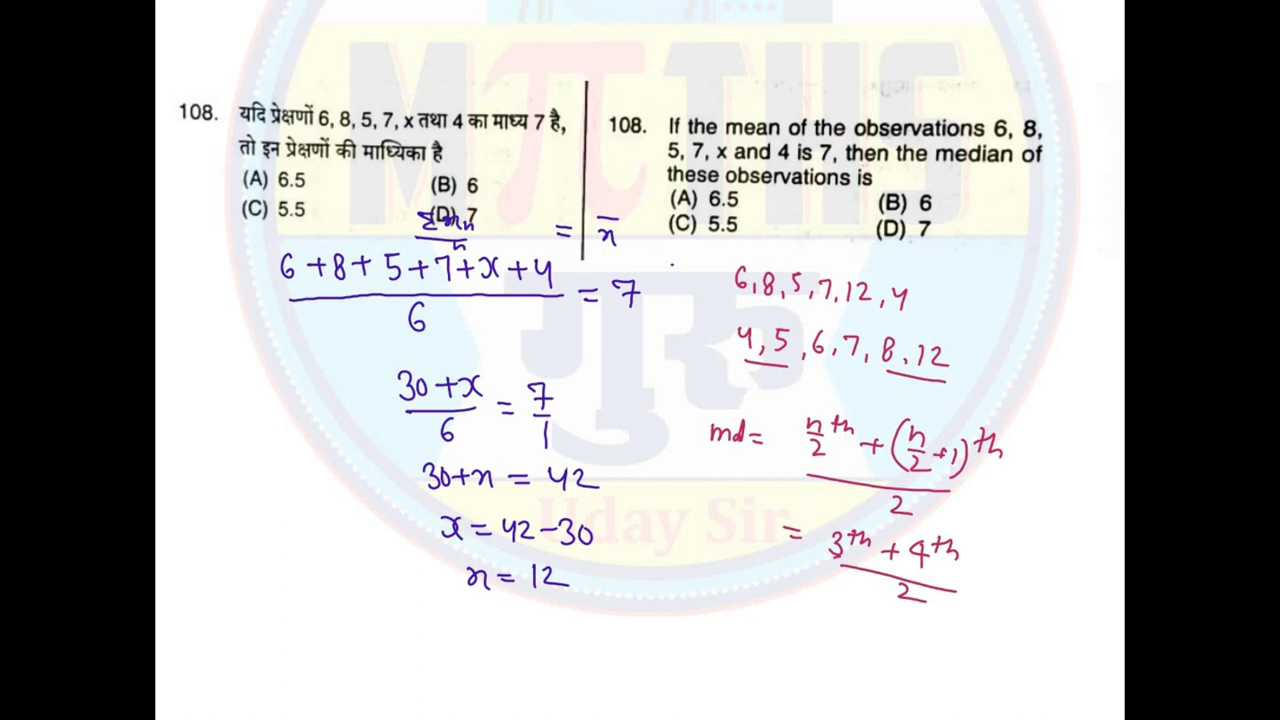 108. यदि प्रेक्षणों 6, 8, 5, 7, x तथा 4 का माध्य 7 है,
तो इन प्रेक्षणों की माध्यिका है
(A) 6.5 (B) 6
(C) 5.5 (D) 7
108. If the mean of the observations 6, 8,
5, 7, x and 4 is 7, then the median of
these observations is
(A) 6.5 (B) 6
(C) 5.5 (D) 7
= x̄
6 + 8 + 5 + 7 + x + 4 = 7
6
30 + x = 7
6 1
30 + x = 42
x = 42 - 30
x = 12
6, 8, 5, 7, 12, 4
4, 5, 6, 7, 8, 12
md = n/2 th + (n/2 + 1) th
2
= 3th + 4th
2
MπTHS
गुरु
Uday Sir